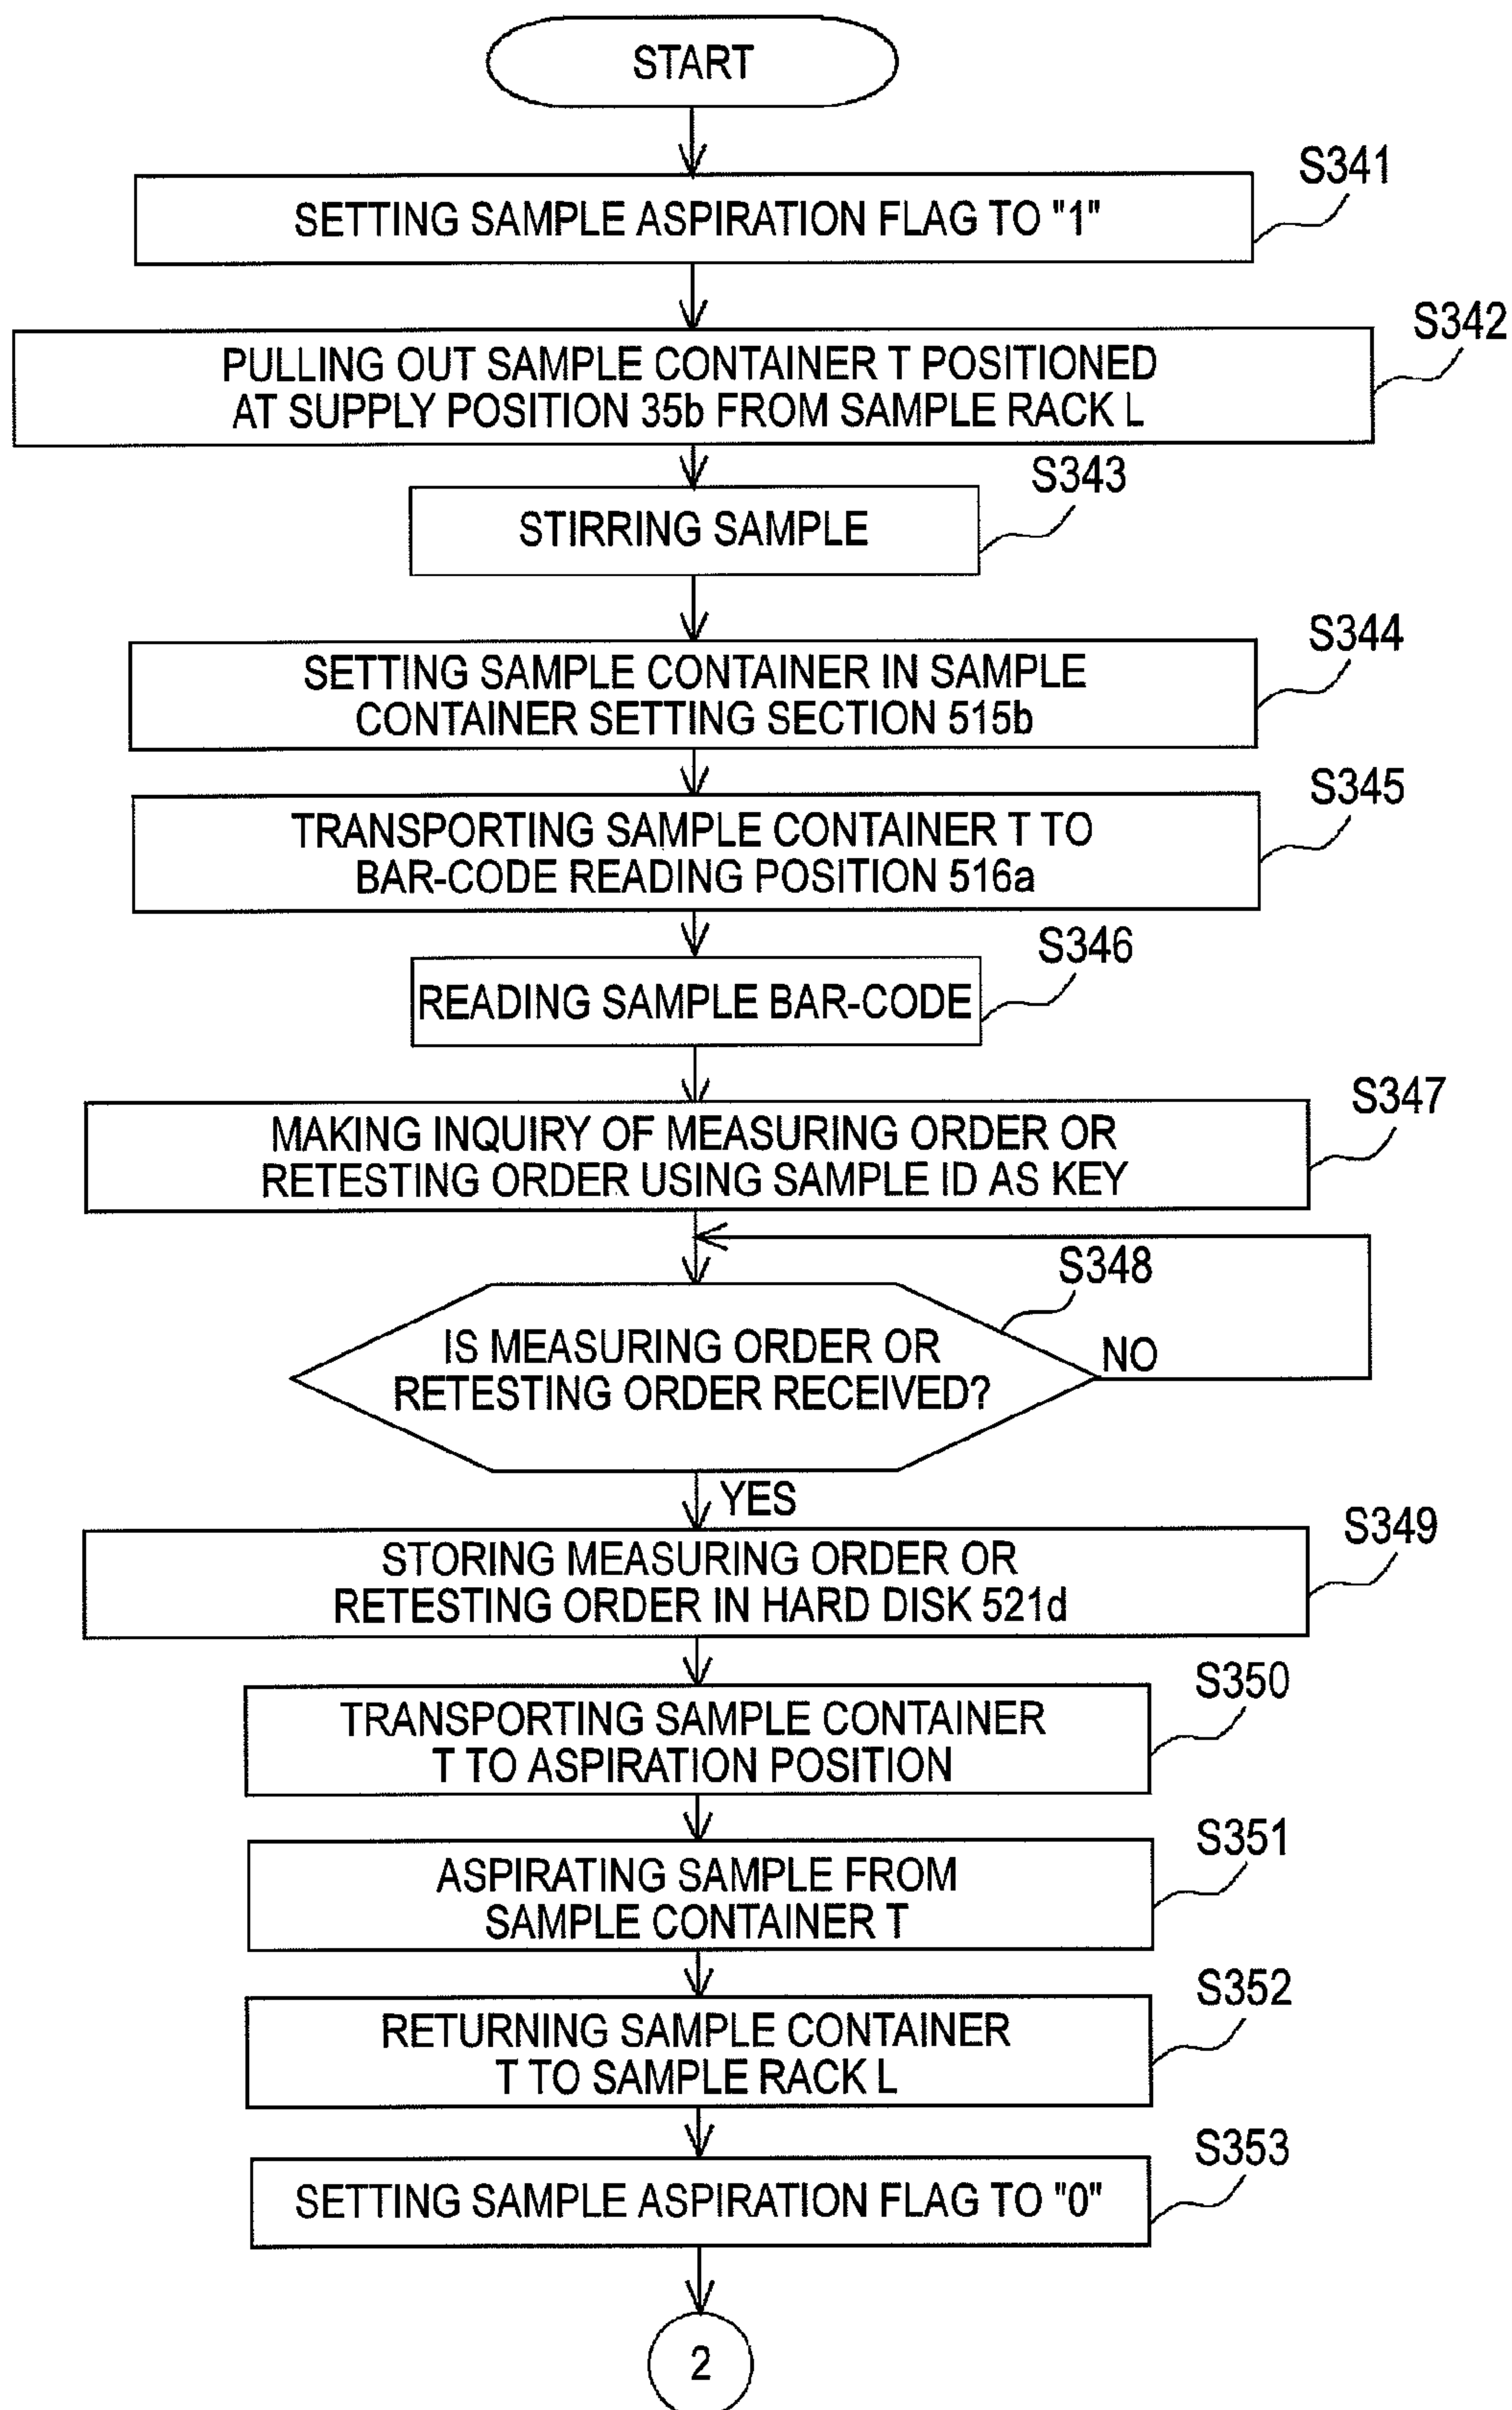 START
S341
SETTING SAMPLE ASPIRATION FLAG TO "1"
S342
PULLING OUT SAMPLE CONTAINER T POSITIONED
AT SUPPLY POSITION 35b FROM SAMPLE RACK L
S343
STIRRING SAMPLE
S344
SETTING SAMPLE CONTAINER IN SAMPLE
CONTAINER SETTING SECTION 515b
S345
TRANSPORTING SAMPLE CONTAINER T TO
BAR-CODE READING POSITION 516a
S346
READING SAMPLE BAR-CODE
S347
MAKING INQUIRY OF MEASURING ORDER OR
RETESTING ORDER USING SAMPLE ID AS KEY
S348
IS MEASURING ORDER OR
RETESTING ORDER RECEIVED?
NO
YES
S349
STORING MEASURING ORDER OR
RETESTING ORDER IN HARD DISK 521d
S350
TRANSPORTING SAMPLE CONTAINER
T TO ASPIRATION POSITION
S351
ASPIRATING SAMPLE FROM
SAMPLE CONTAINER T
S352
RETURNING SAMPLE CONTAINER
T TO SAMPLE RACK L
S353
SETTING SAMPLE ASPIRATION FLAG TO "0"
2